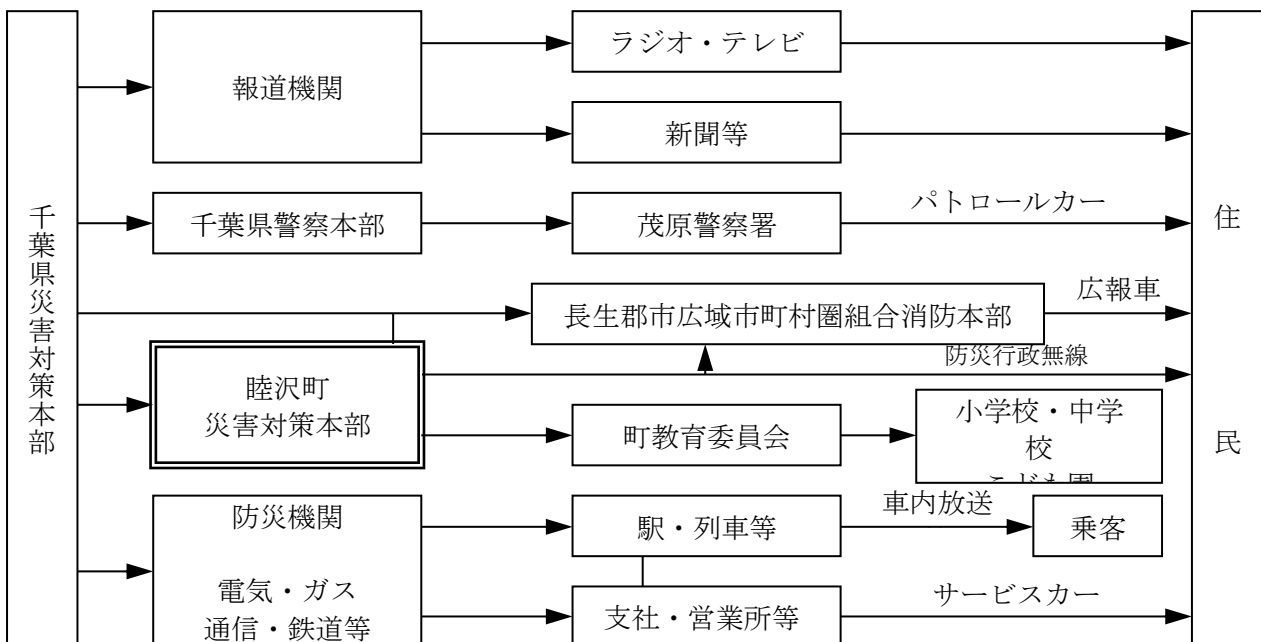 千葉県災害対策本部
報道機関
ラジオ・テレビ
新聞等
千葉県警察本部
茂原警察署
パトロールカー
長生郡市広域市町村圏組合消防本部
広報車
睦沢町
災害対策本部
防災行政無線
町教育委員会
小学校・中学
校
こども園
防災機関
電気・ガス
通信・鉄道等
駅・列車等
車内放送
乗客
支社・営業所等
サービスカー
住民